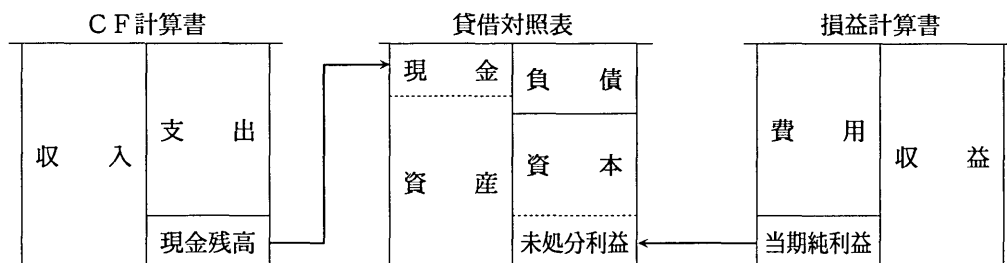 CF計算書
収入
支出
現金残高
貸借対照表
現金
資産
負債
資本
未処分利益
損益計算書
費用
当期純利益
収益